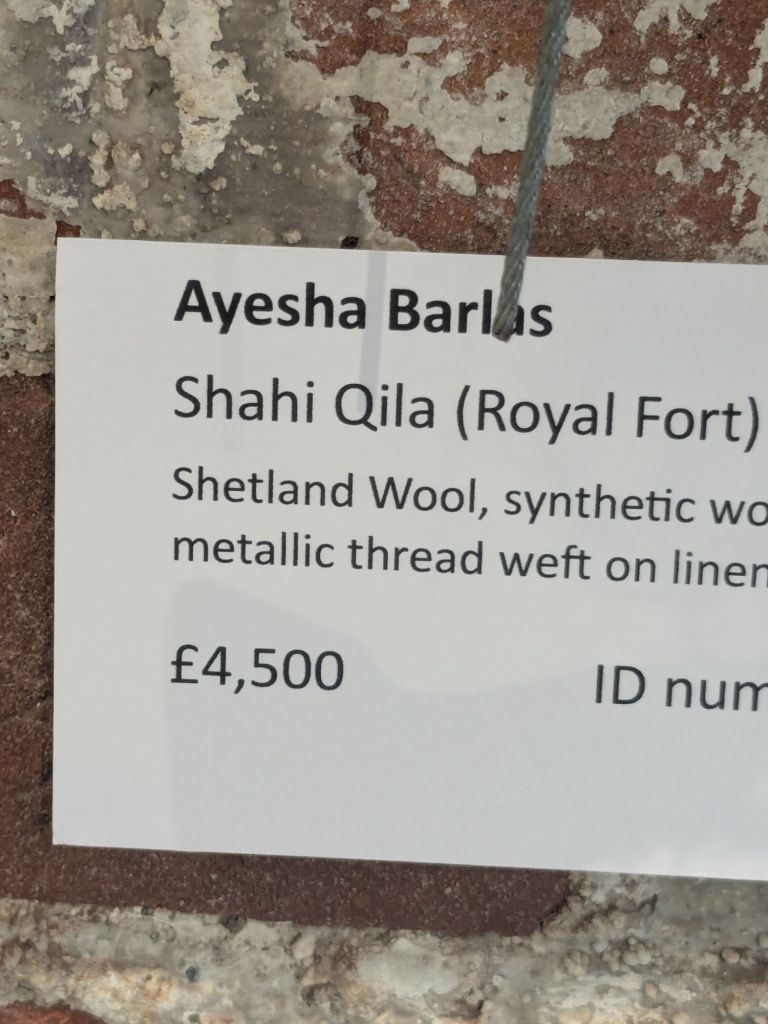 Ayesha Barlas
Shahi Qila (Royal Fort)
Shetland Wool, synthetic
metallic thread weft on
£4,500
ID